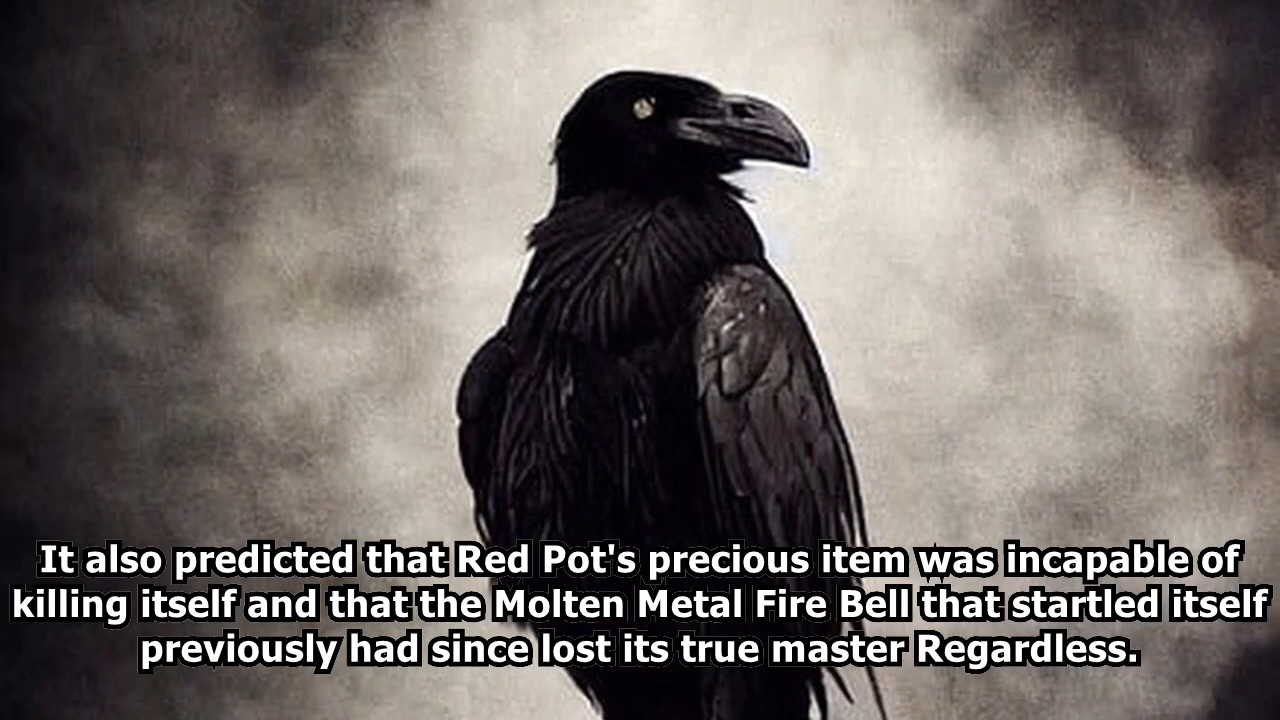 It also predicted that Red Pot's precious item was incapable of
killing itself and that the Molten Metal Fire Bell that startled itself
previously had since lost its true master Regardless.